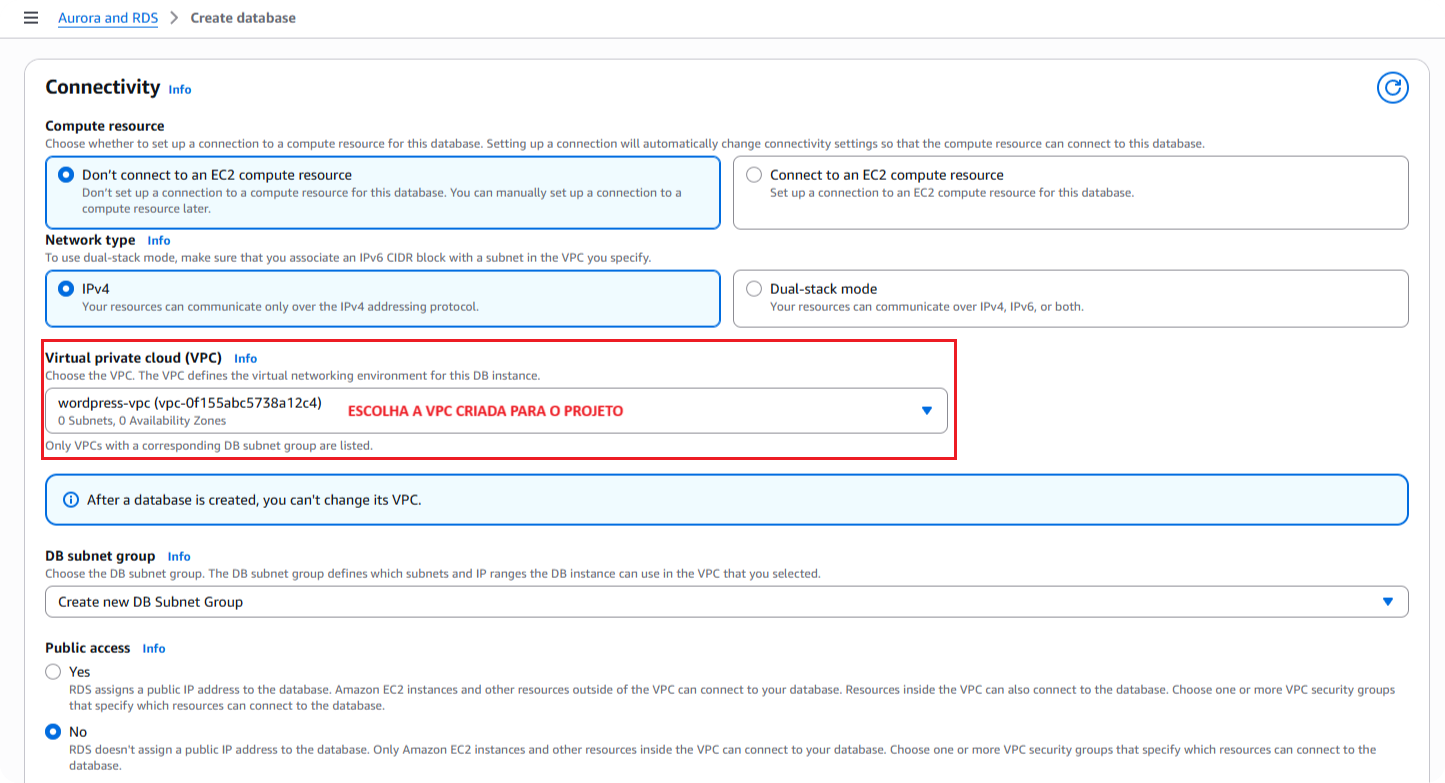 Aurora and RDS > Create database
Connectivity Info
Compute resource
Choose whether to set up a connection to a compute resource for this database. Setting up a connection will automatically change connectivity settings so that the compute resource can connect to this database.
Don't connect to an EC2 compute resource
Don't set up a connection to a compute resource for this database. You can manually set up a connection to a
compute resource later.
Connect to an EC2 compute resource
Set up a connection to an EC2 compute resource for this database.
Network type Info
To use dual-stack mode, make sure that you associate an IPv6 CIDR block with a subnet in the VPC you specify.
IPv4
Your resources can communicate only over the IPv4 addressing protocol.
Dual-stack mode
Your resources can communicate over IPv4, IPv6, or both.
Virtual private cloud (VPC) Info
Choose the VPC. The VPC defines the virtual networking environment for this DB instance.
wordpress-vpc (vpc-0f155abc5738a12c4)
0 Subnets, 0 Availability Zones
ESCOLHA A VPC CRIADA PARA O PROJETO
Only VPCs with a corresponding DB subnet group are listed.
After a database is created, you can't change its VPC.
DB subnet group Info
Choose the DB subnet group. The DB subnet group defines which subnets and IP ranges the DB instance can use in the VPC that you selected.
Create new DB Subnet Group
Public access Info
Yes
RDS assigns a public IP address to the database. Amazon EC2 instances and other resources outside of the VPC can connect to your database. Resources inside the VPC can also connect to the database. Choose one or more VPC security groups
that specify which resources can connect to the database.
No
RDS doesn't assign a public IP address to the database. Only Amazon EC2 instances and other resources inside the VPC can connect to your database. Choose one or more VPC security groups that specify which resources can connect to the
database.